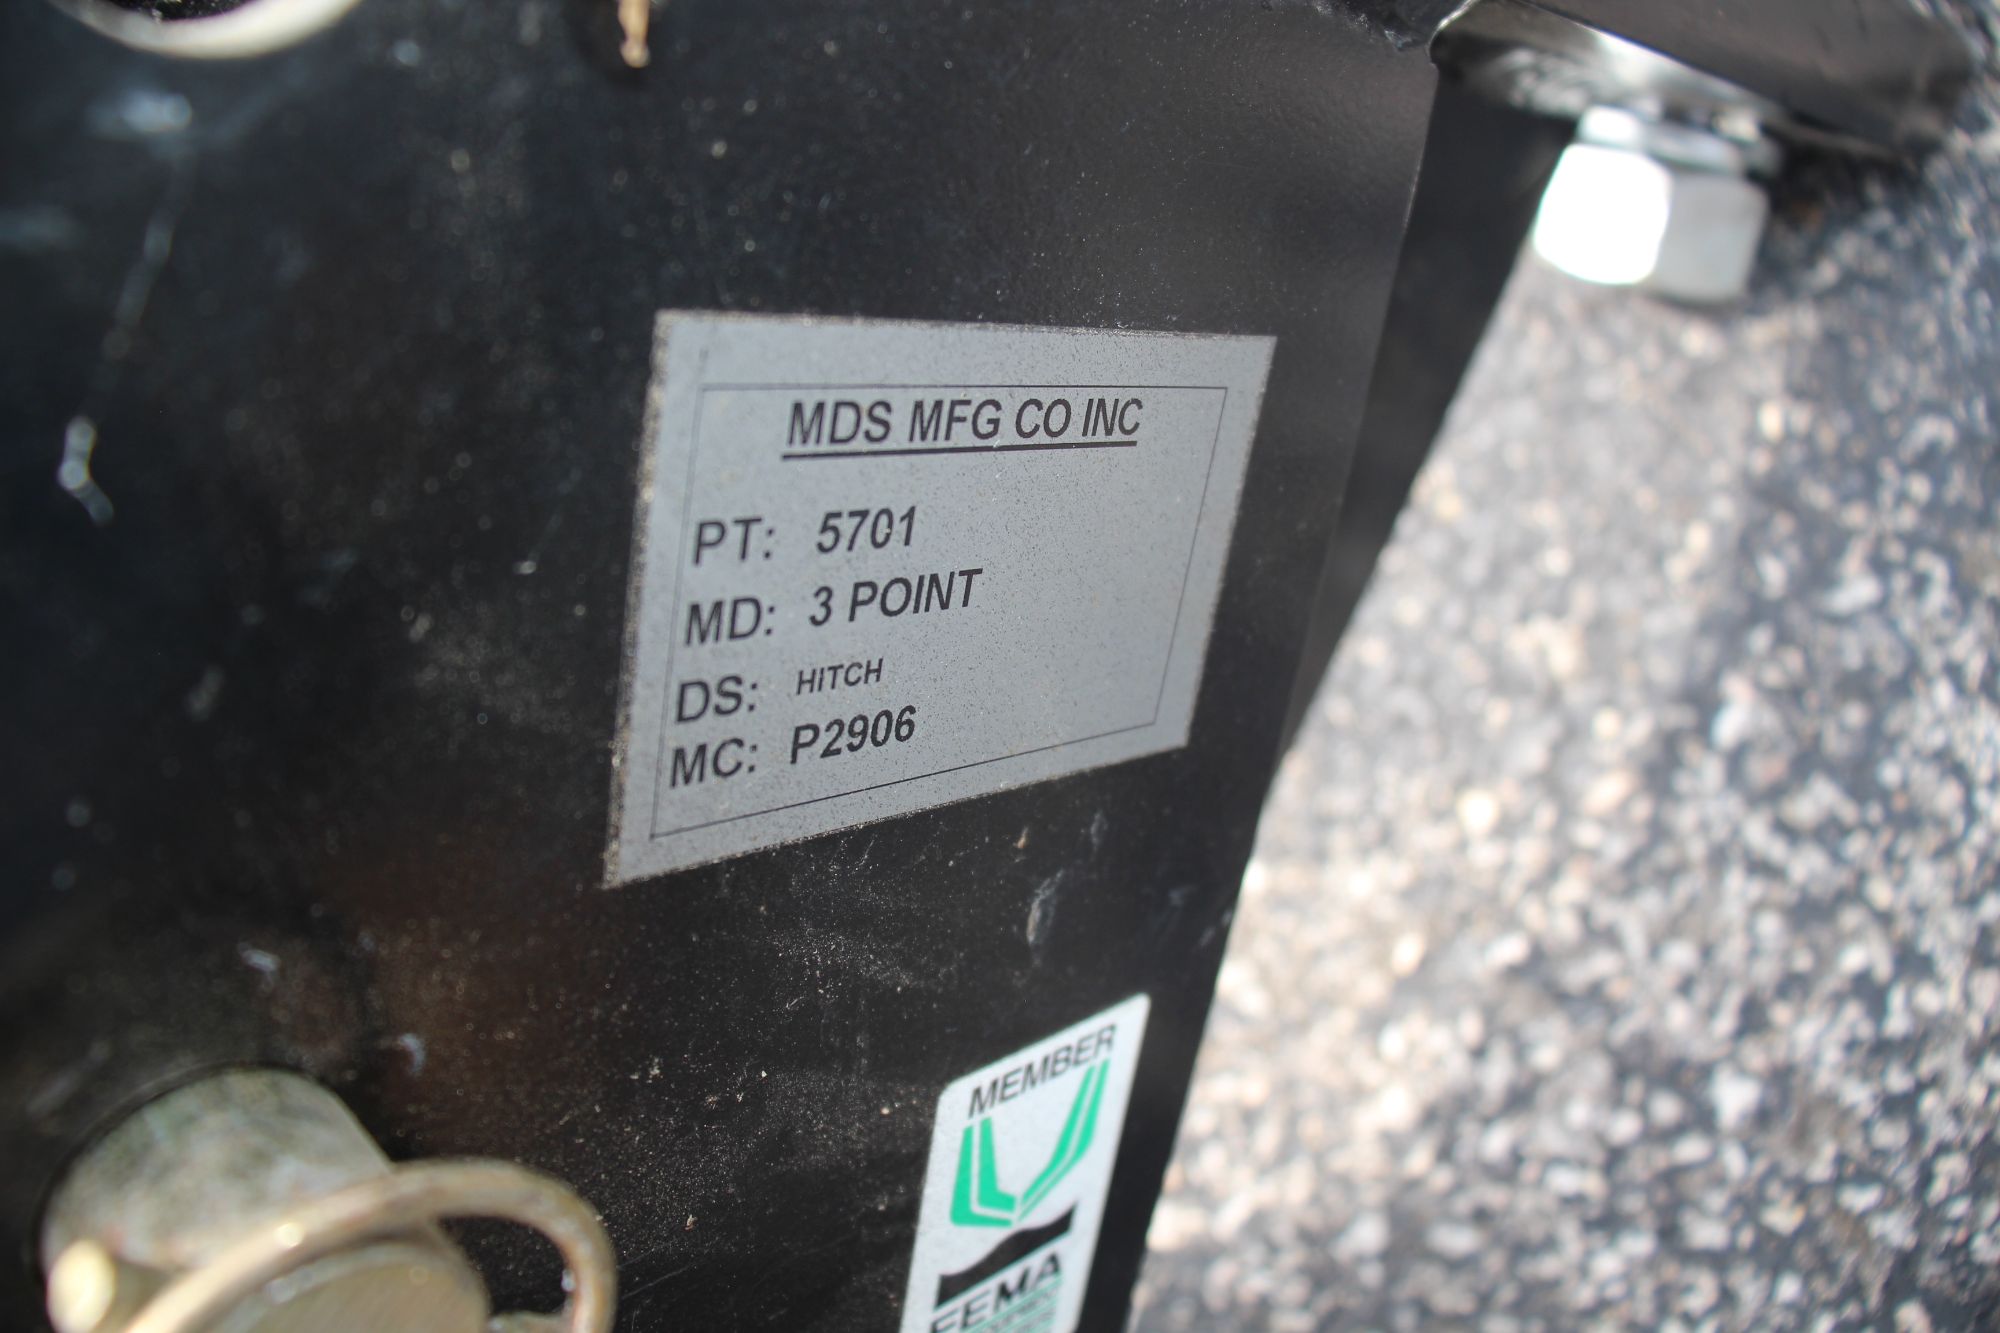 MDS MFG CO INC
PT: 5701
MD: 3 POINT
DS: HITCH
MC: P2906
MEMBER
FEMA